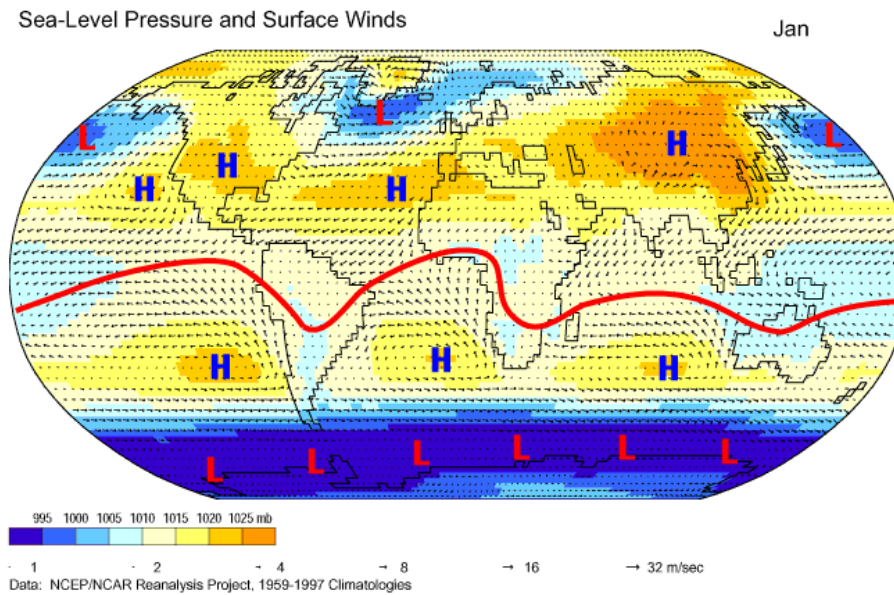 Sea-Level Pressure and Surface Winds
Jan
L
L
L
H
H
H
H
H
H
H
L
L
L
L
L
L
995 1000 1005 1010 1015 1020 1025 mb
1 2 4 8 16 32 m/sec
Data: NCEP/NCAR Reanalysis Project, 1959-1997 Climatologies